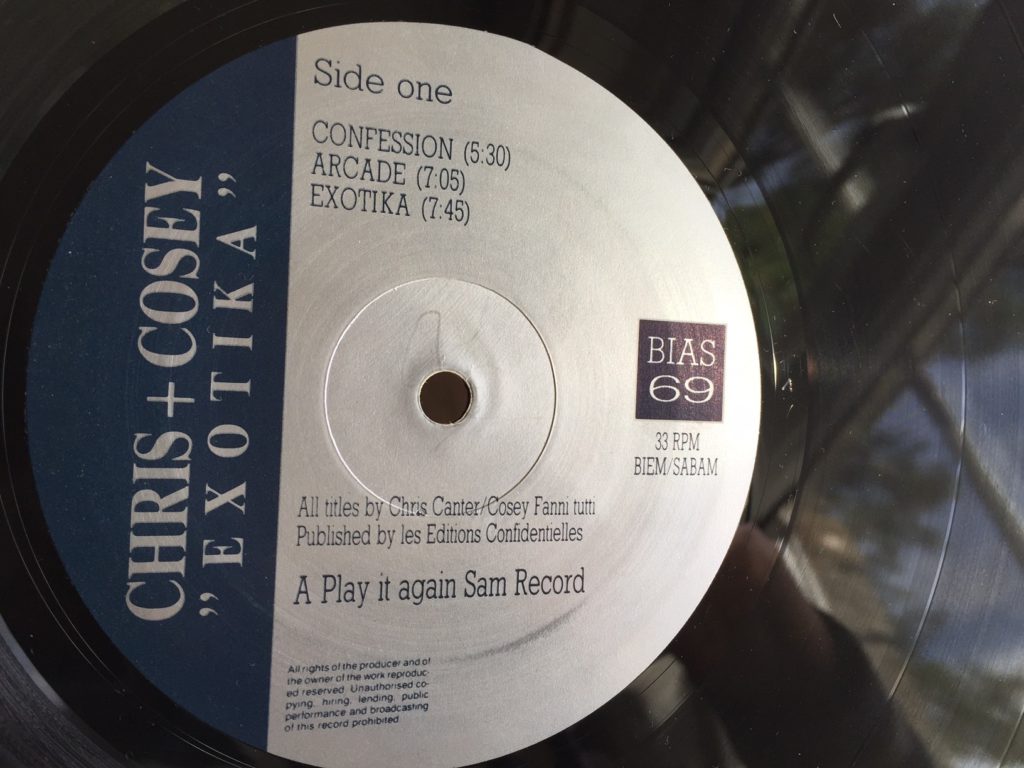 CHRIS + COSEY
" EXOTIKA "
Side one
CONFESSION (5:30)
ARCADE (7:05)
EXOTIKA (7:45)
BIAS
69
33 RPM
BIEM/SABAM
All titles by Chris Canter/Cosey Fanni tutti
Published by les Editions Confidentielles
A Play it again Sam Record
All rights of the producer and of
the owner of the work reproduc-
ed reserved. Unauthorised co-
pying, hiring, lending, public
performance and broadcasting
of this record prohibited.